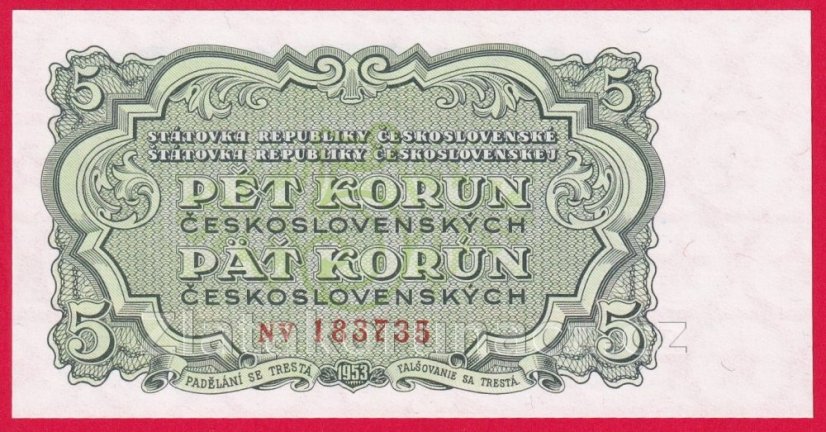 5 5
STÁTOVKA REPUBLIKY ČESKOSLOVENSKÉ
ŠTÁTOVKA REPUBLIKY ČESKOSLOVENSKEJ
PĚT KORUN
ČESKOSLOVENSKÝCH
PÄŤ KORÚN
ČESKOSLOVENSKÝCH
NV 183735
5 5
PADĚLÁNÍ SE TRESTÁ 1953 FALŠOVANIE SA TRESTÁ